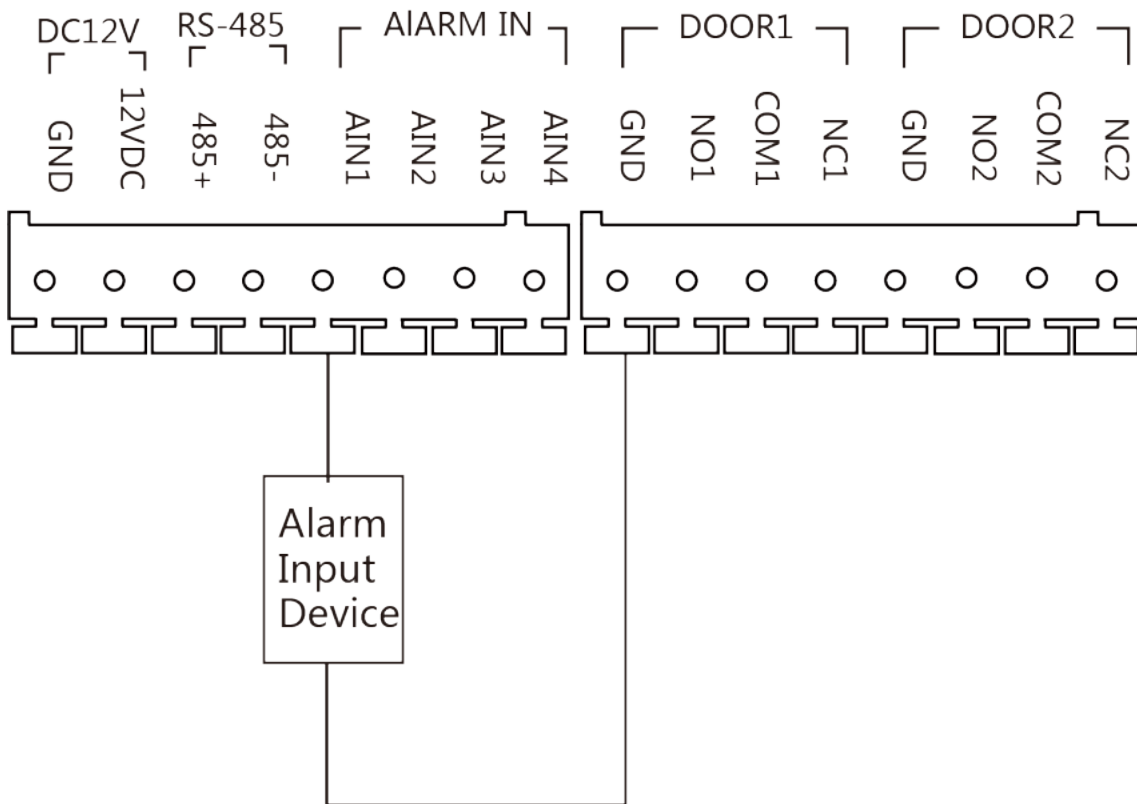 DC12V RS-485 AlARM IN DOOR1 DOOR2
GND 12VDC 485+ 485- AIN1 AIN2 AIN3 AIN4 GND NO1 COM1 NC1 GND NO2 COM2 NC2
Alarm
Input
Device